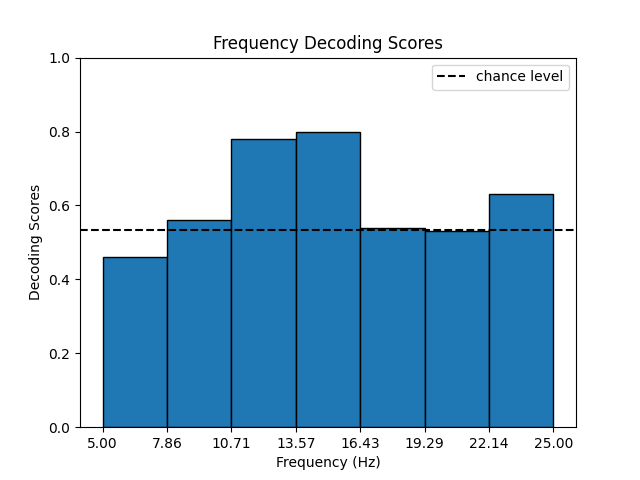 Frequency Decoding Scores
chance level
Decoding Scores
1.0
0.8
0.6
0.4
0.2
0.0
5.00 7.86 10.71 13.57 16.43 19.29 22.14 25.00
Frequency (Hz)